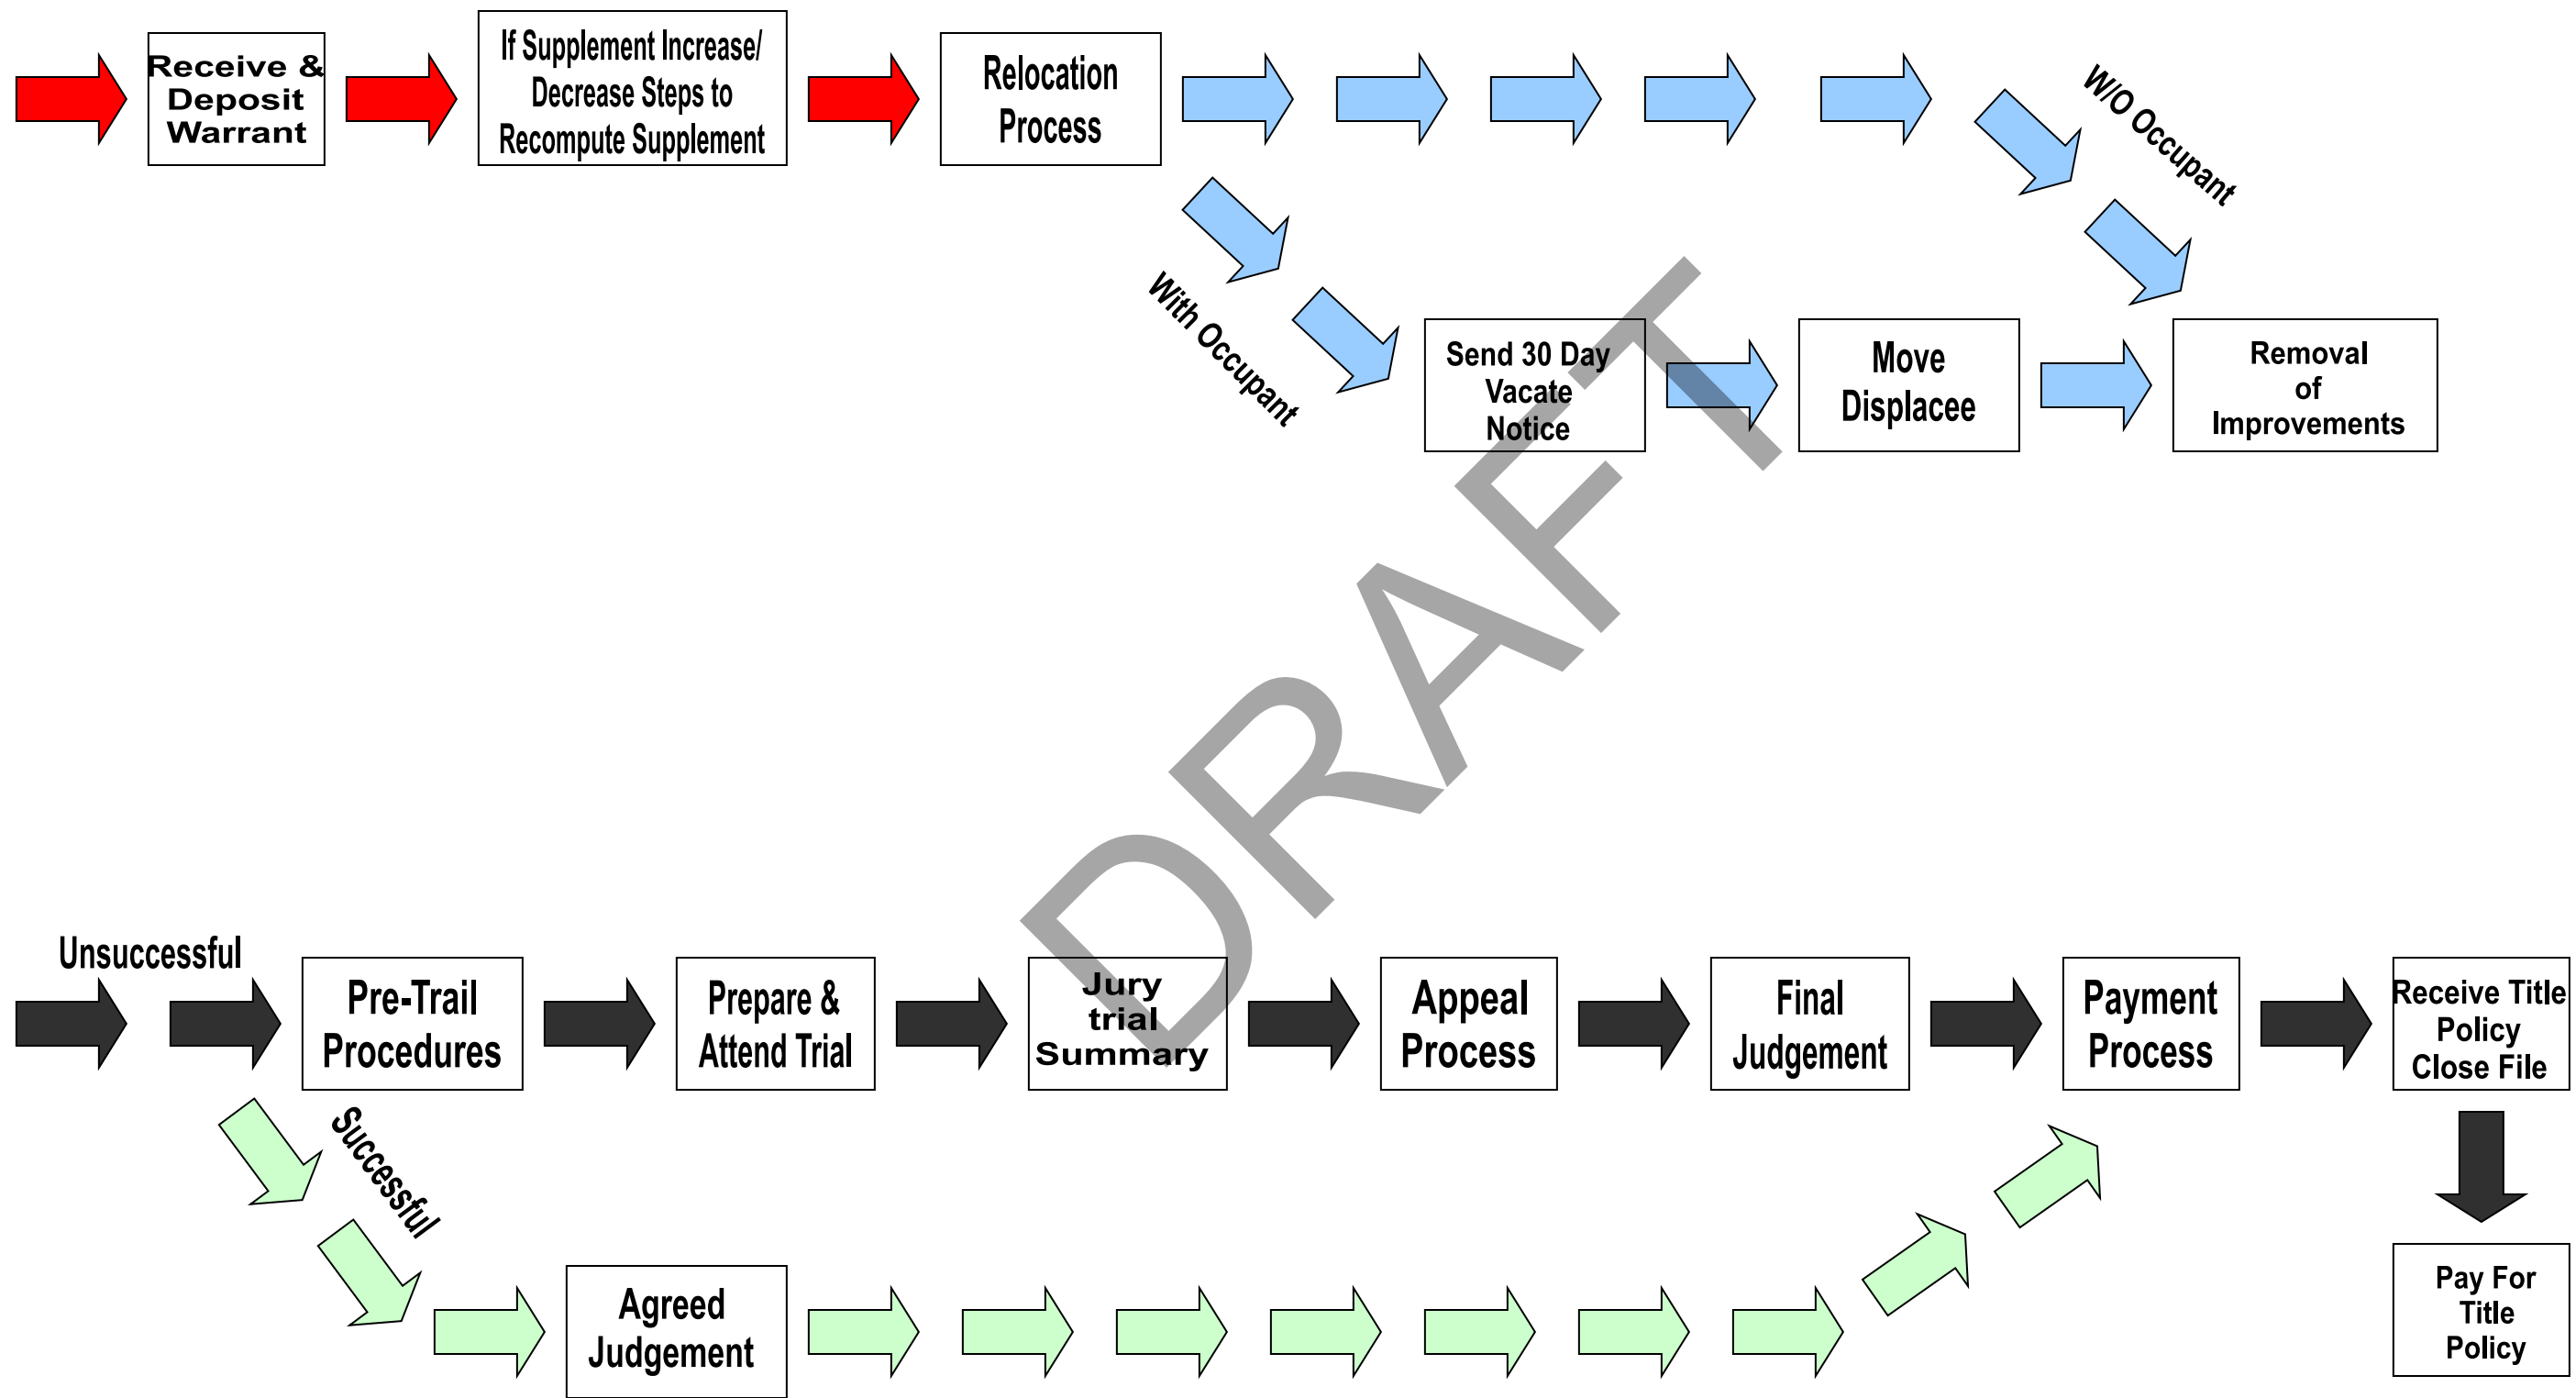 Receive &
Deposit
Warrant
If Supplement Increase/
Decrease Steps to
Recompute Supplement
Relocation
Process
W/O Occupant
With Occupant
Send 30 Day
Vacate
Notice
Move
Displacee
Removal
of
Improvements
DRAFT
Unsuccessful
Pre-Trail
Procedures
Prepare &
Attend Trial
Jury
trial
Summary
Appeal
Process
Final
Judgement
Payment
Process
Receive Title
Policy
Close File
Successful
Agreed
Judgement
Pay For
Title
Policy